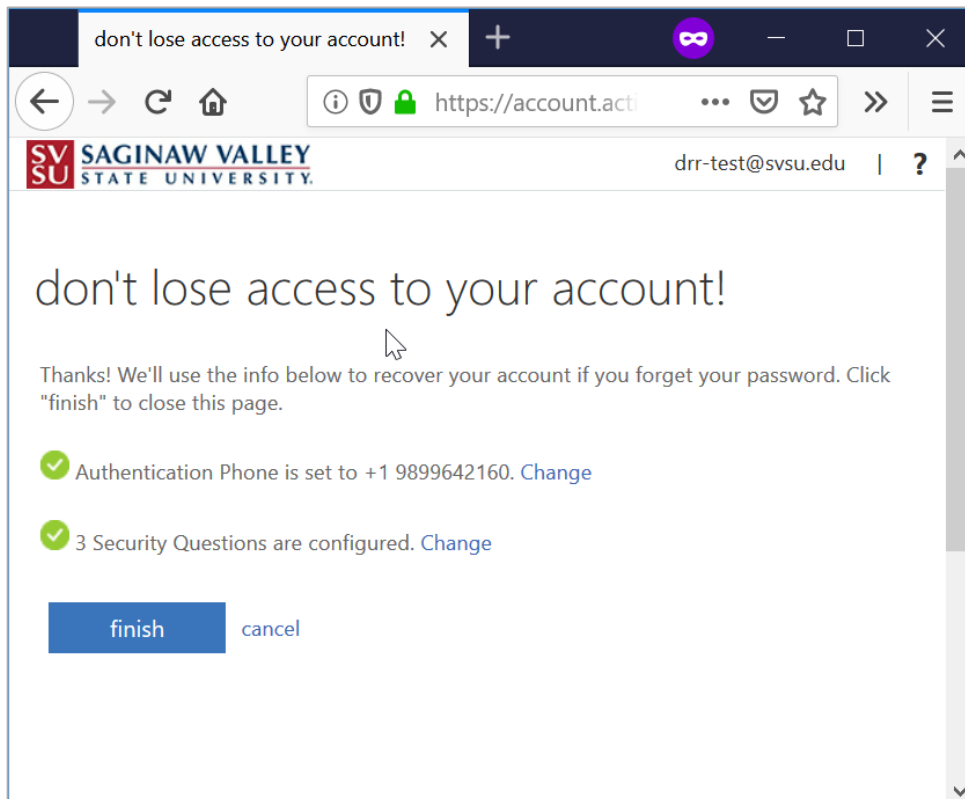 don't lose access to your account!
https://account.acti
SVSU SAGINAW VALLEY
STATE UNIVERSITY.
drr-test@svsu.edu | ?
don't lose access to your account!
Thanks! We'll use the info below to recover your account if you forget your password. Click
"finish" to close this page.
Authentication Phone is set to +1 9899642160. Change
3 Security Questions are configured. Change
finish cancel